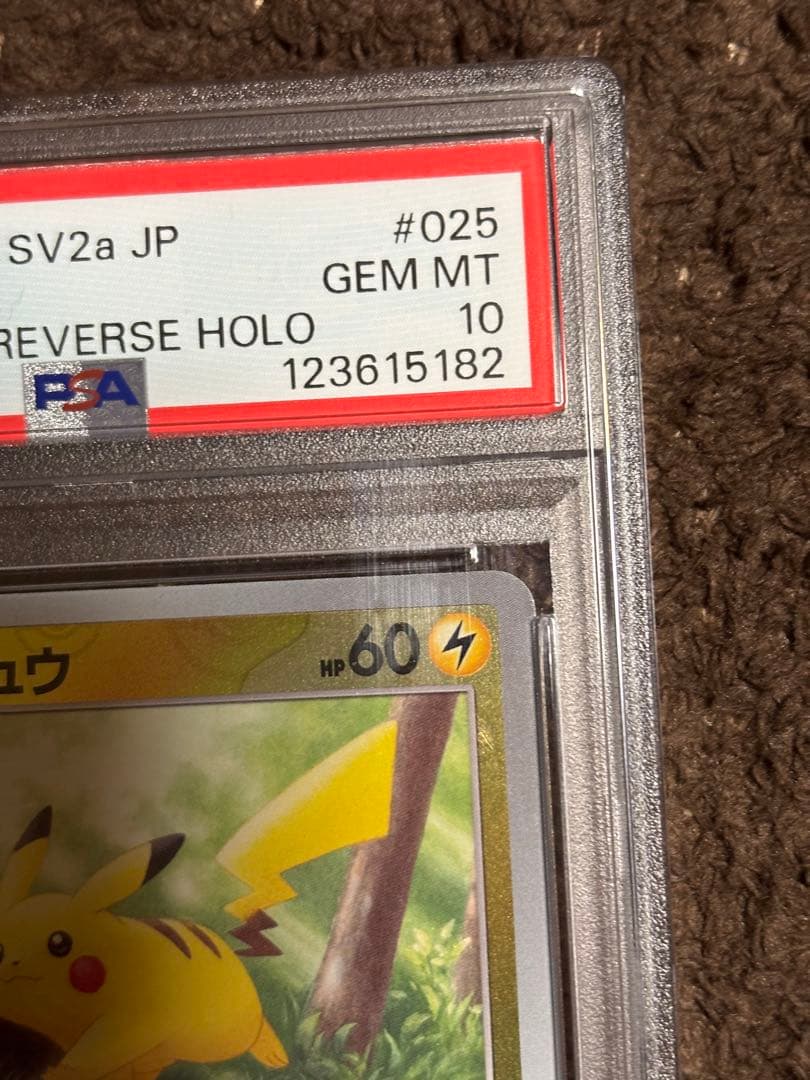 SV2a JP #025
GEM MT
REVERSE HOLO 10
PSA 123615182
ュウ HP60